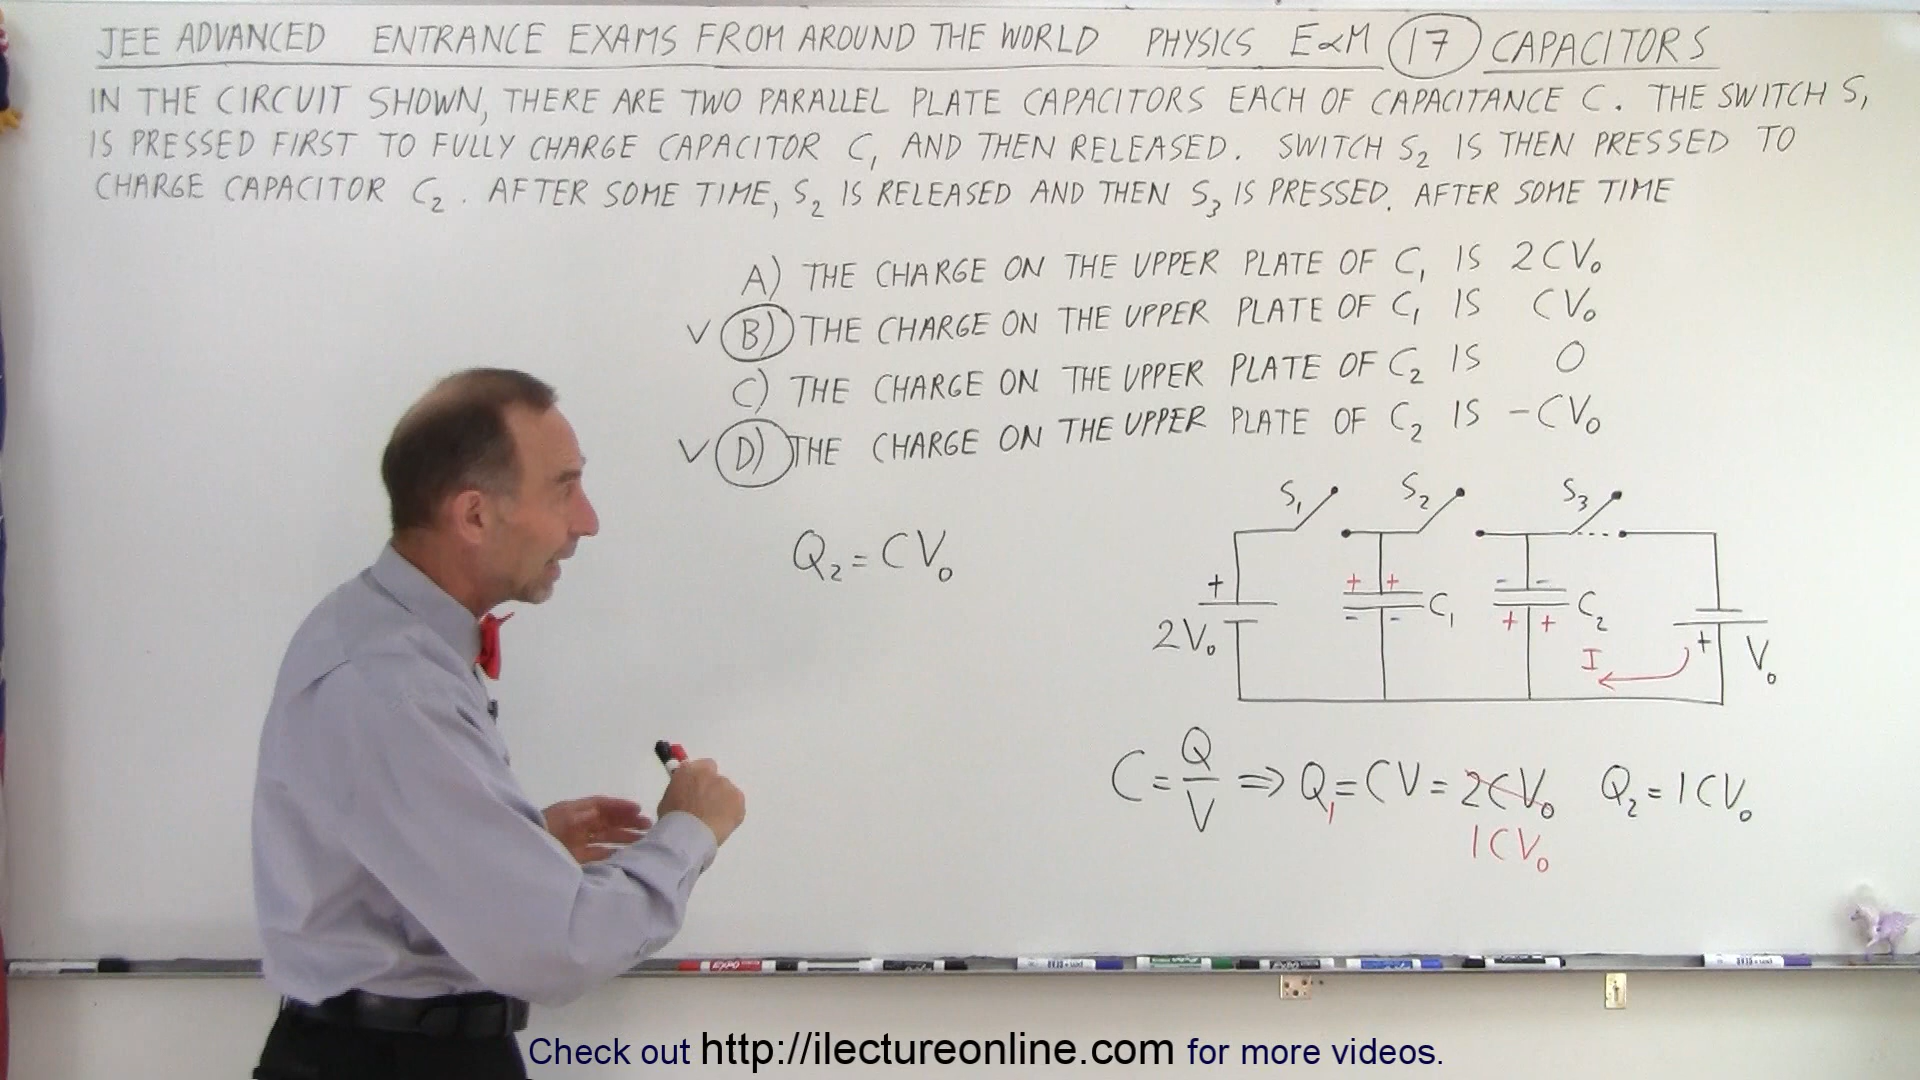 JEE ADVANCED ENTRANCE EXAMS FROM AROUND THE WORLD PHYSICS E&M 17 CAPACITORS
IN THE CIRCUIT SHOWN, THERE ARE TWO PARALLEL PLATE CAPACITORS EACH OF CAPACITANCE C. THE SWITCH S₁
IS PRESSED FIRST TO FULLY CHARGE CAPACITOR C₁ AND THEN RELEASED. SWITCH S₂ IS THEN PRESSED TO
CHARGE CAPACITOR C₂. AFTER SOME TIME, S₂ IS RELEASED AND THEN S₃ IS PRESSED. AFTER SOME TIME
A) THE CHARGE ON THE UPPER PLATE OF C₁ IS 2CV₀
V B) THE CHARGE ON THE UPPER PLATE OF C₁ IS CV₀
C) THE CHARGE ON THE UPPER PLATE OF C₂ IS 0
V D) THE CHARGE ON THE UPPER PLATE OF C₂ IS -CV₀
Q₂ = CV₀
S₁ S₂ S₃
+ + + - -
C₁ C₂
- - + +
2V₀ + V₀
I
C = Q/V ⇒ Q₁ = CV = 2CV₀ Q₂ = 1CV₀
1CV₀
EXPO
Check out http://ilectureonline.com for more videos.